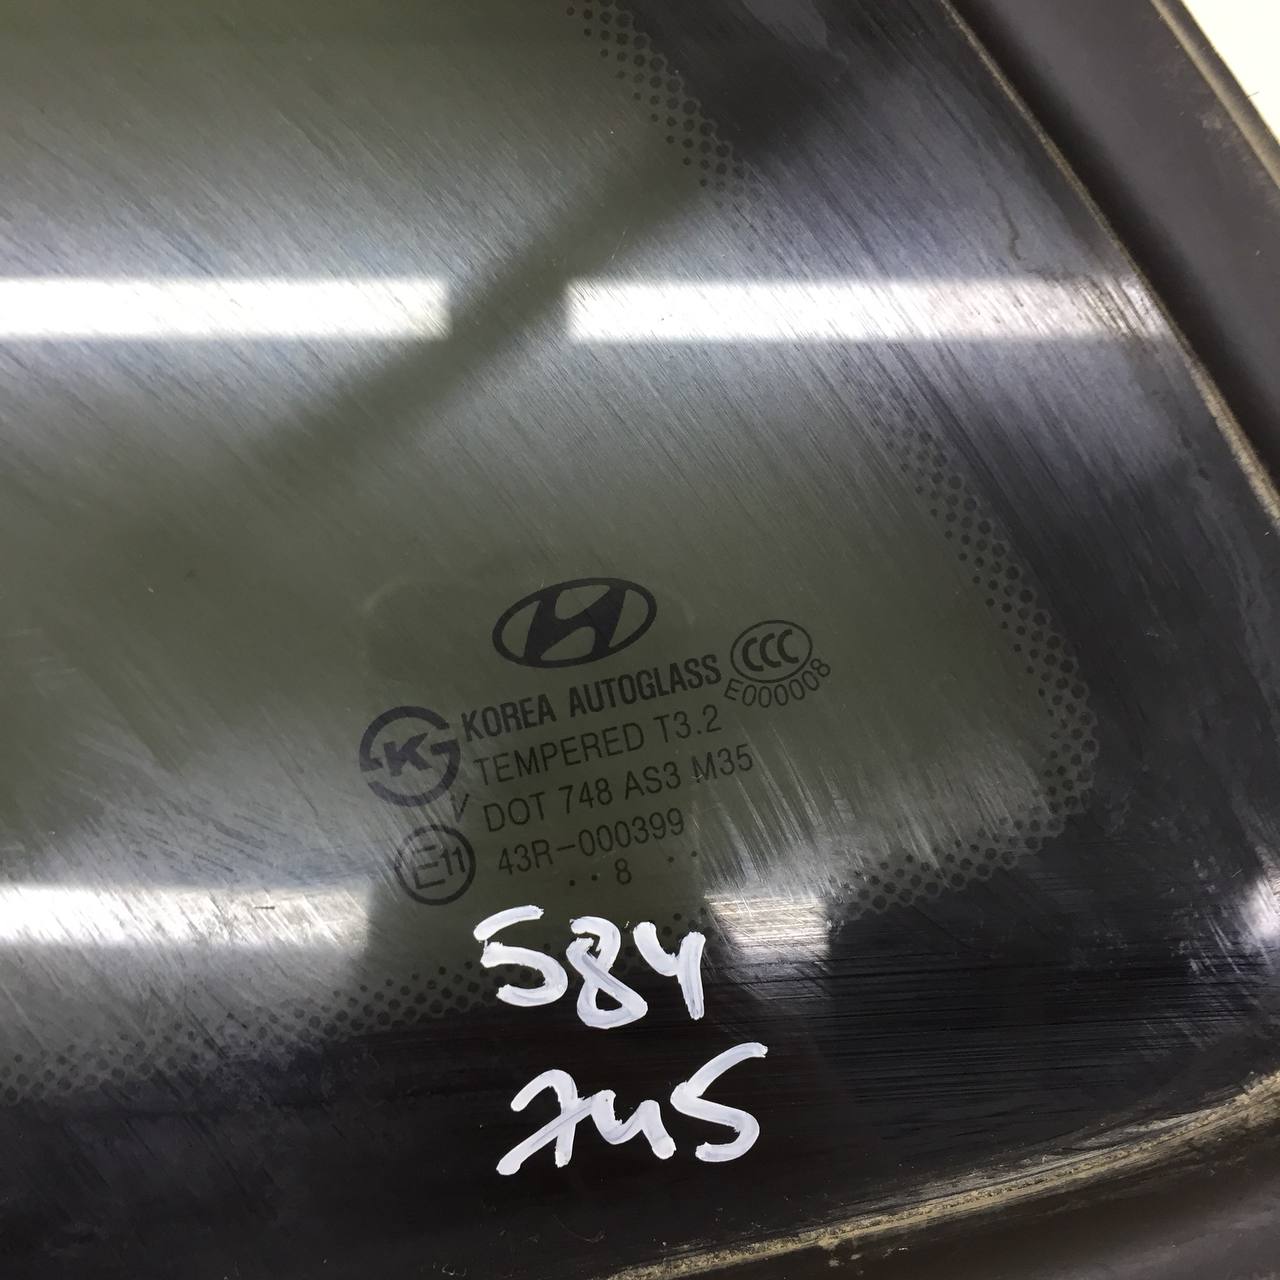 CCC
E000008
KOREA AUTOGLASS
K
TEMPERED T3.2
V DOT 748 AS3 M35
E11 43R-000399
. . 8 . .
584
745